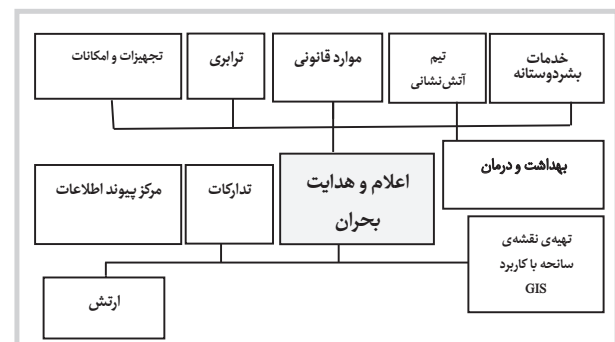 خدمات
بشردوستانه
تیم
آتش‌نشانی
موارد قانونی
ترابری
تجهیزات و امکانات
بهداشت و درمان
اعلام و هدایت
بحران
تدارکات
مرکز پیوند اطلاعات
تهیه‌ی نقشه‌ی
سانحه با کاربرد
GIS
ارتش